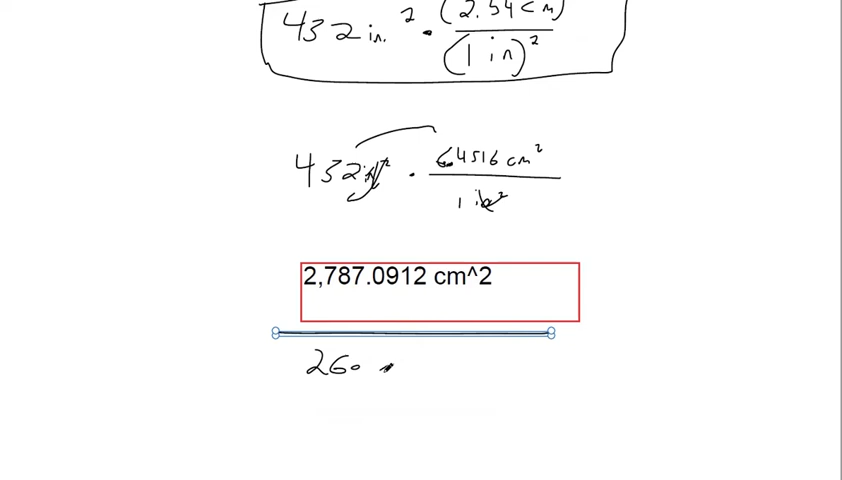 432 in.² · (2.54 cm)
(1 in)²
432 in² · 6.4516 cm²
1 in²
2,787.0912 cm^2
260